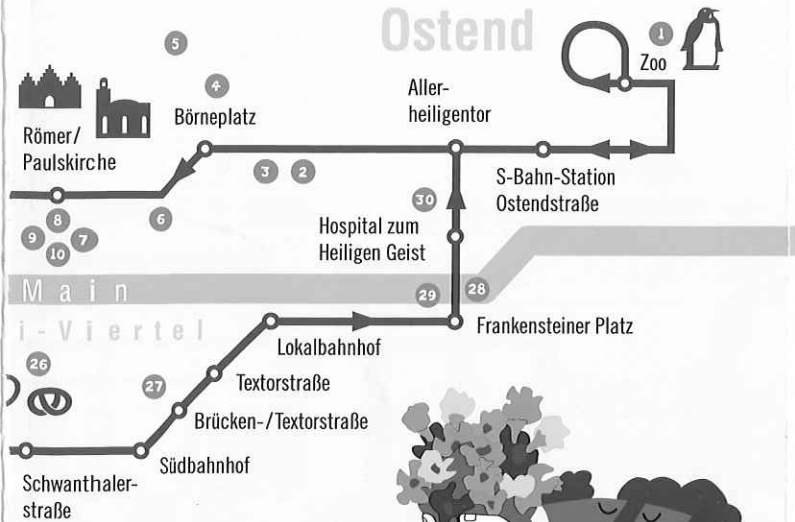 Ostend
1
Zoo
5
4
Aller-
heiligentor
Börneplatz
Römer/
Paulskirche
3
2
S-Bahn-Station
Ostendstraße
30
6
8
9
7
10
Hospital zum
Heiligen Geist
Main
29
28
i-Viertel
Frankensteiner Platz
Lokalbahnhof
26
27
Textorstraße
Brücken-/Textorstraße
Südbahnhof
Schwanthaler-
straße